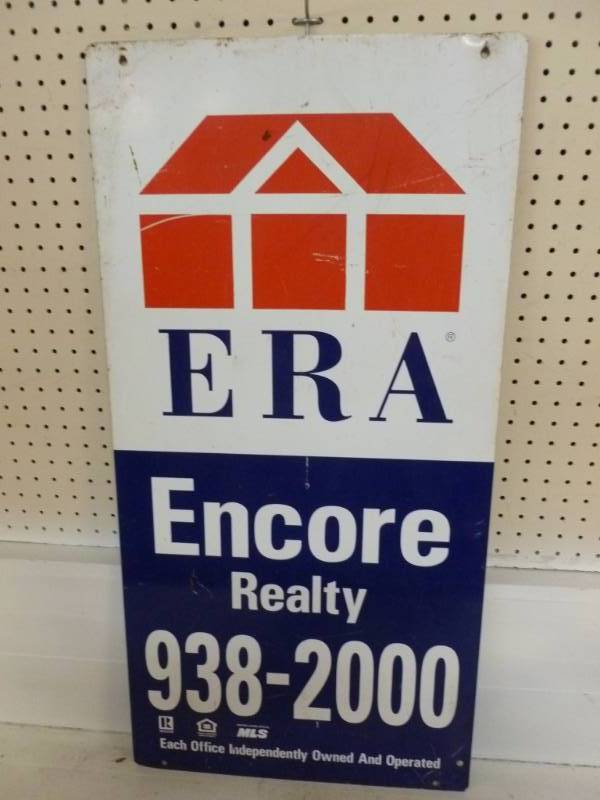 ERA®
Encore
Realty
938-2000
R MLS
Each Office Independently Owned And Operated